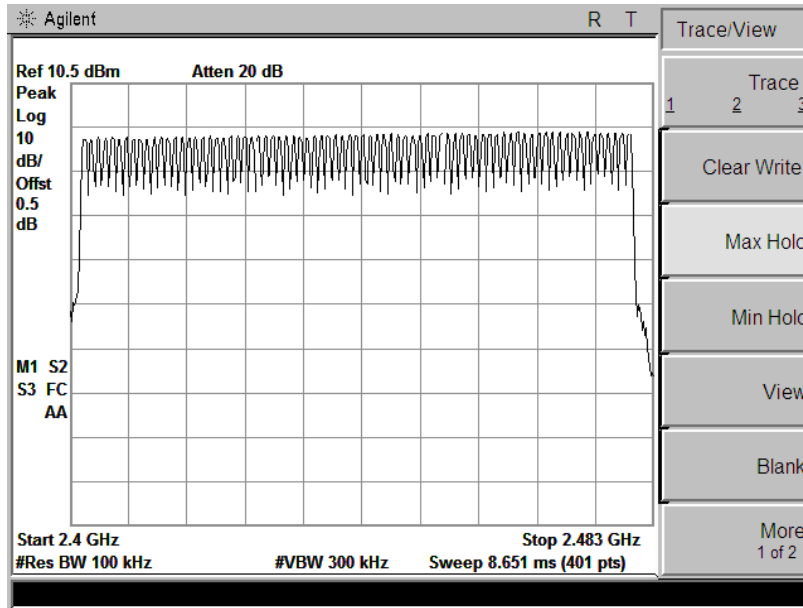 Agilent R T
Trace/View
Ref 10.5 dBm Atten 20 dB
Peak
Log
10
dB/
Offst
0.5
dB
M1 S2
S3 FC
AA
Start 2.4 GHz Stop 2.483 GHz
#Res BW 100 kHz #VBW 300 kHz Sweep 8.651 ms (401 pts)
Trace
1 2 3
Clear Write
Max Hold
Min Hold
View
Blank
More
1 of 2